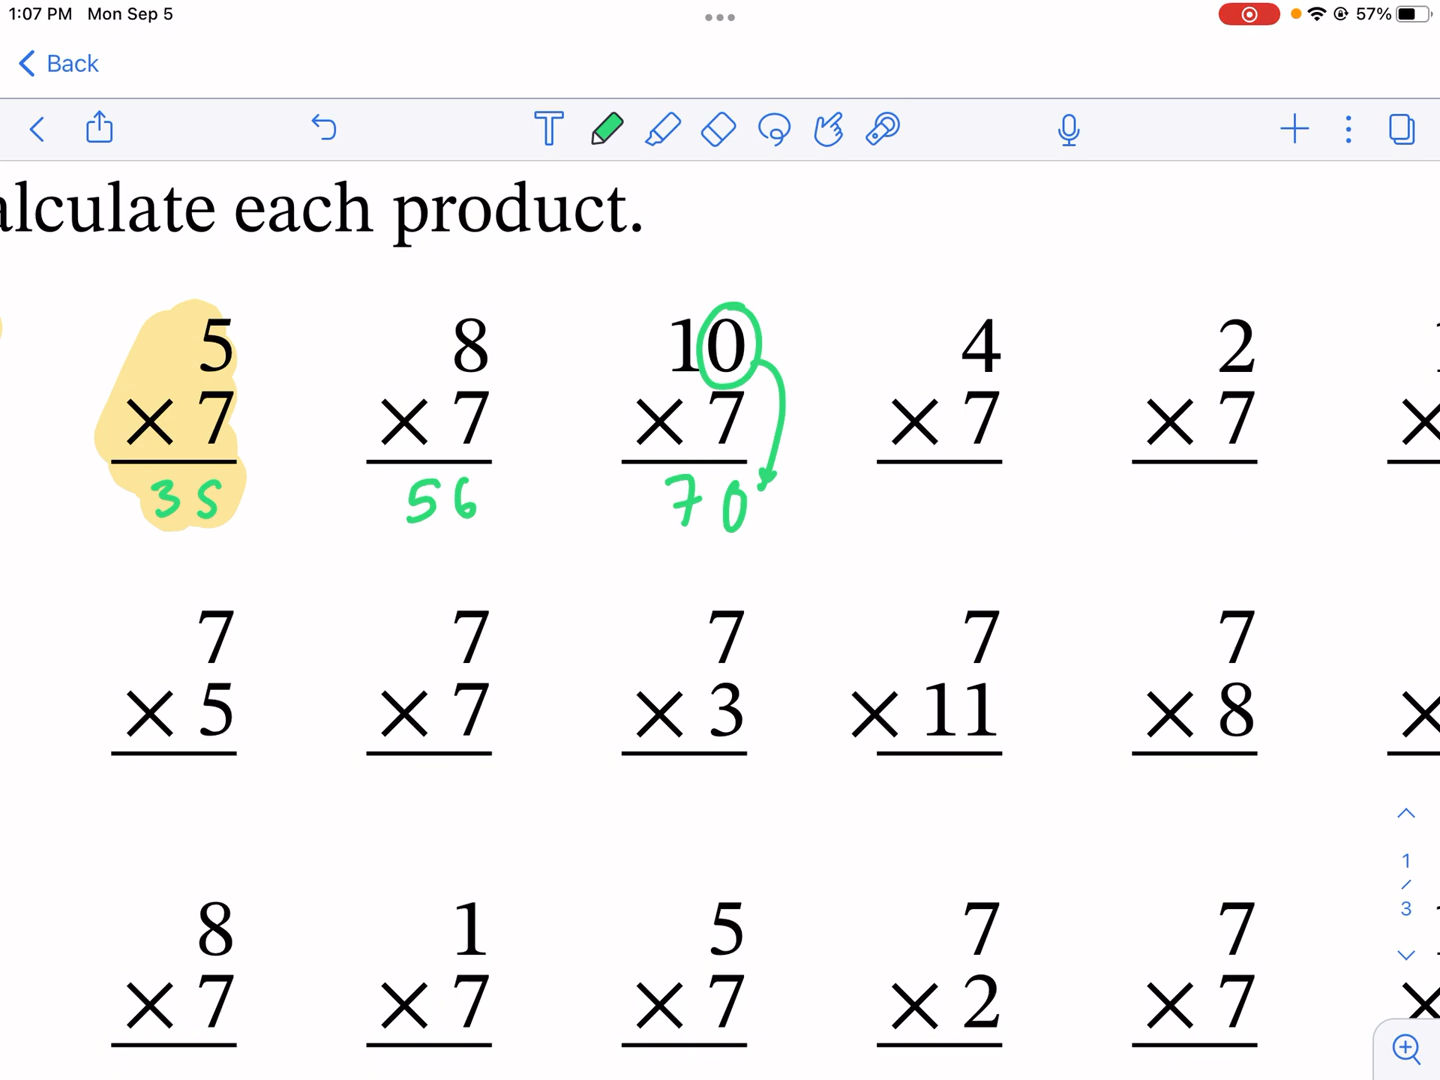 1:07 PM Mon Sep 5
57%
Back
alculate each product.
5 8 10 4 2
× 7 × 7 × 7 × 7 × 7 ×
35 56 70
7 7 7 7 7
× 5 × 7 × 3 × 11 × 8 ×
1
/
3
8 1 5 7 7
× 7 × 7 × 7 × 2 × 7 ×